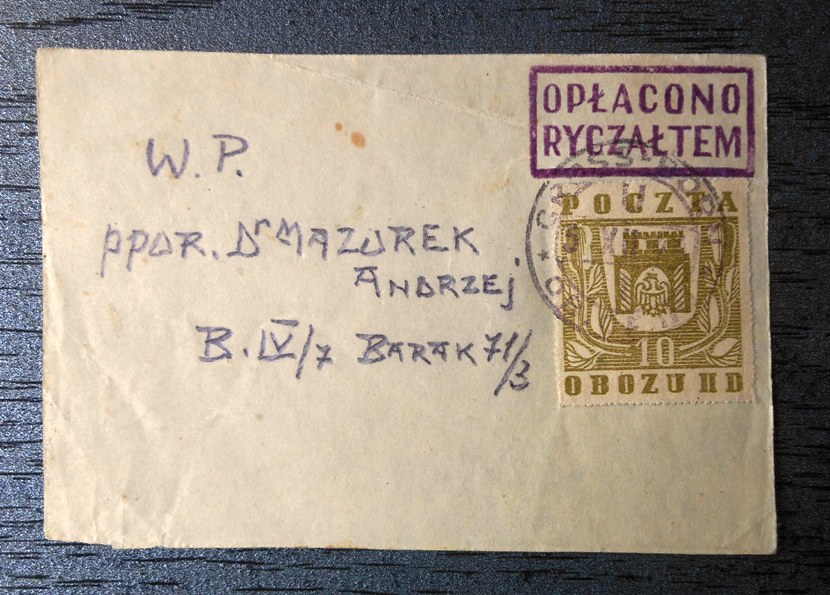 OPŁACONO
RYCZAŁTEM
W.P.
ppor. Dr MAZUREK
ANDRZEJ
B. IV/7 BARAK 71/3
POCZTA
10
OBOZU IID